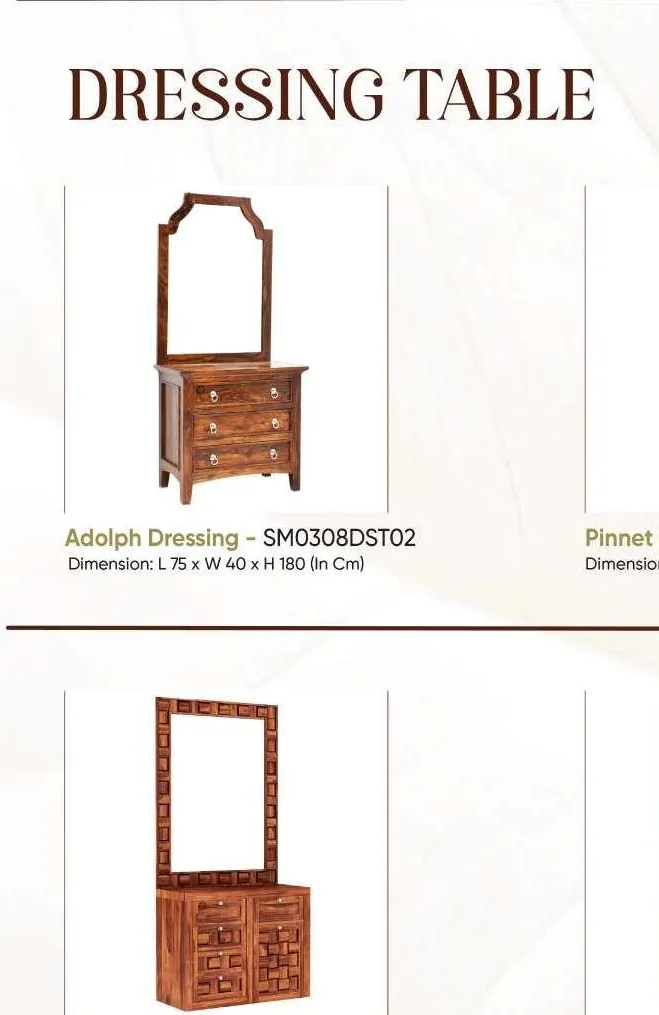 DRESSING TABLE
Adolph Dressing - SM0308DST02
Dimension: L 75 x W 40 x H 180 (In Cm)
Pinnet